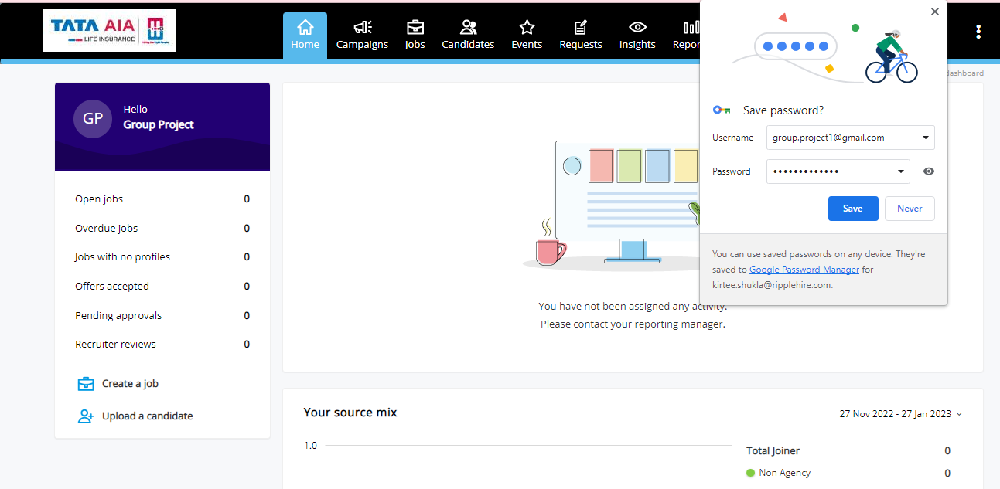 TATA AIA
LIFE INSURANCE
Home
Campaigns
Jobs
Candidates
Events
Requests
Insights
Repor
dashboard
GP
Hello
Group Project
Open jobs 0
Overdue jobs 0
Jobs with no profiles 0
Offers accepted 0
Pending approvals 0
Recruiter reviews 0
Create a job
Upload a candidate
You have not been assigned any activity.
Please contact your reporting manager.
Your source mix
27 Nov 2022 - 27 Jan 2023
1.0
Total Joiner 0
Non Agency 0
Save password?
Username group.project1@gmail.com
Password •••••••••••••
Save
Never
You can use saved passwords on any device. They're
saved to Google Password Manager for
kirtee.shukla@ripplehire.com.